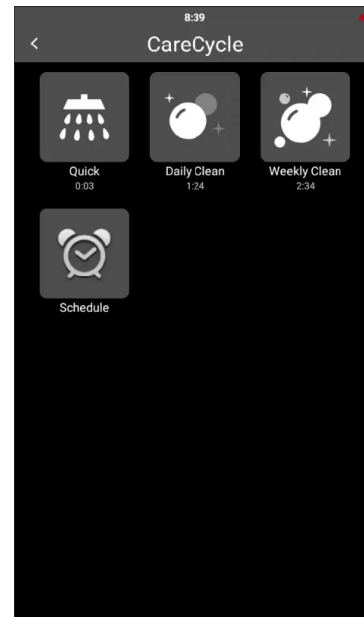 8:39
CareCycle
Quick
0:03
Daily Clean
1:24
Weekly Clean
2:34
Schedule